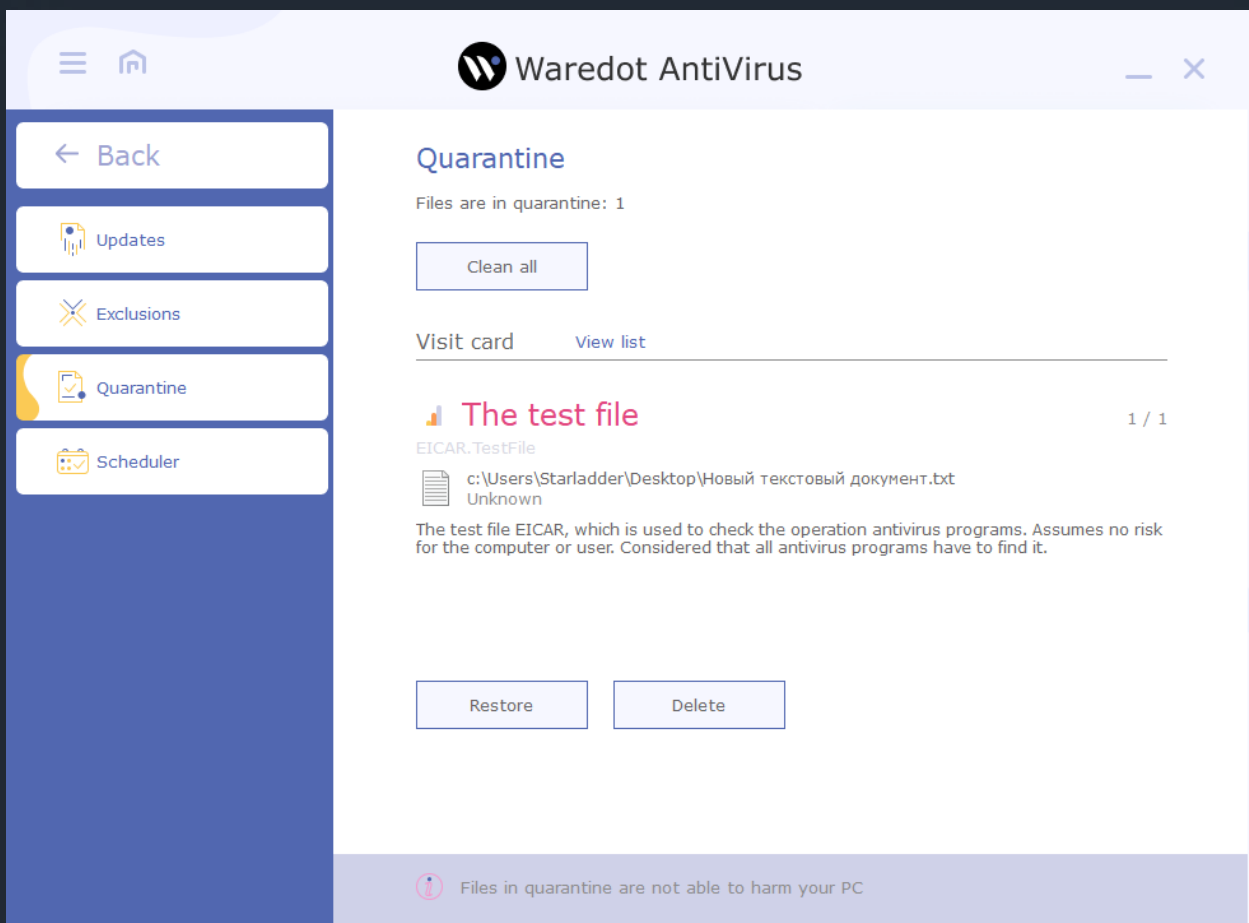 Waredot AntiVirus
Back
Updates
Exclusions
Quarantine
Scheduler
Quarantine
Files are in quarantine: 1
Clean all
Visit card View list
The test file 1 / 1
EICAR.TestFile
c:\Users\Starladder\Desktop\Новый текстовый документ.txt
Unknown
The test file EICAR, which is used to check the operation antivirus programs. Assumes no risk
for the computer or user. Considered that all antivirus programs have to find it.
Restore Delete
Files in quarantine are not able to harm your PC